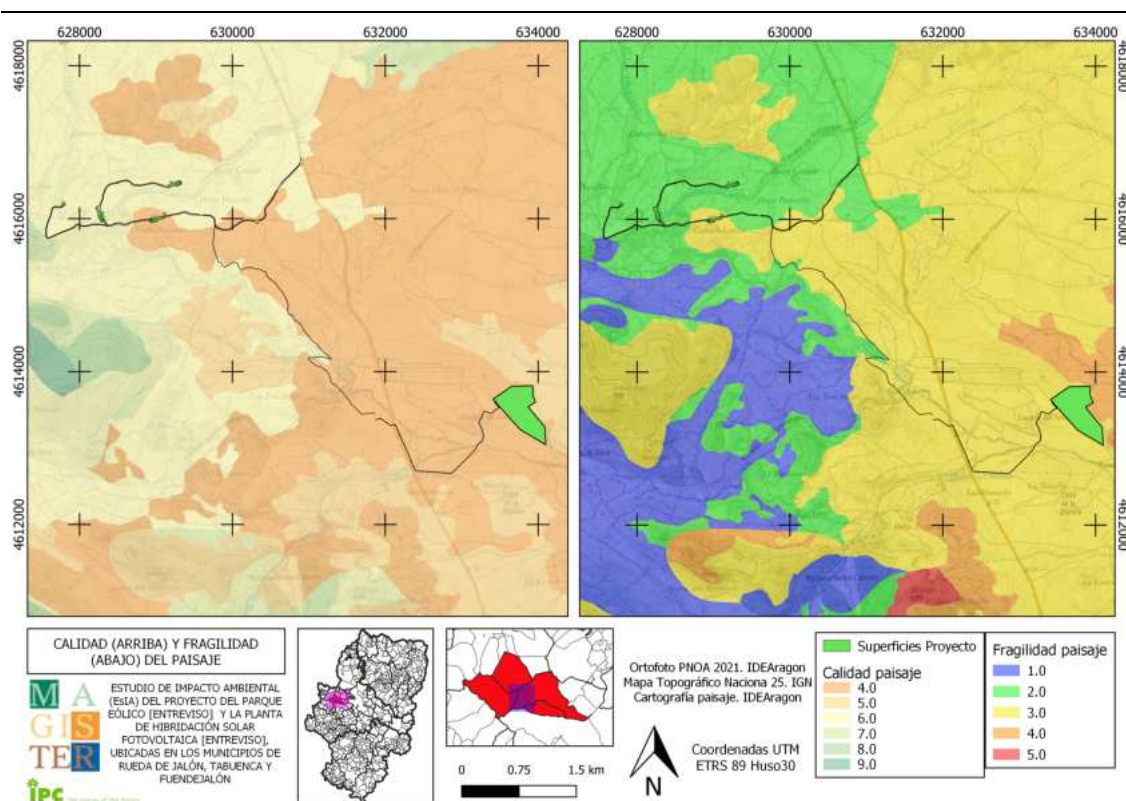 628000 630000 632000 634000
628000 630000 632000 634000
4618000
4616000
4614000
4612000
4618000
4616000
4614000
4612000
CALIDAD (ARRIBA) Y FRAGILIDAD
(ABAJO) DEL PAISAJE
MA
GIS
TER
ESTUDIO DE IMPACTO AMBIENTAL
(EsIA) DEL PROYECTO DEL PARQUE
EÓLICO [ENTREVISO] Y LA PLANTA
DE HIBRIDACIÓN SOLAR
FOTOVOLTAICA [ENTREVISO],
UBICADAS EN LOS MUNICIPIOS DE
RUEDA DE JALÓN, TABUENCA Y
FUENDEJALÓN
IPC
0 0.75 1.5 km
Ortofoto PNOA 2021. IDEAragon
Mapa Topográfico Naciona 25. IGN
Cartografía paisaje. IDEAragon
N
Coordenadas UTM
ETRS 89 Huso30
Superficies Proyecto
Calidad paisaje
4.0
5.0
6.0
7.0
8.0
9.0
Fragilidad paisaje
1.0
2.0
3.0
4.0
5.0